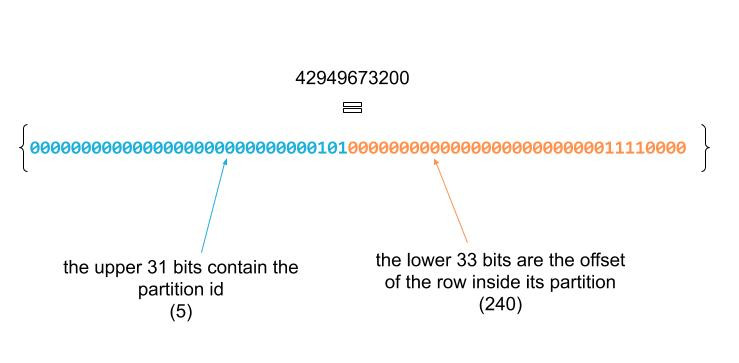 42949673200
{ 0000000000000000000000000000101000000000000000000000000011110000 }
the upper 31 bits contain the
partition id
(5)
the lower 33 bits are the offset
of the row inside its partition
(240)